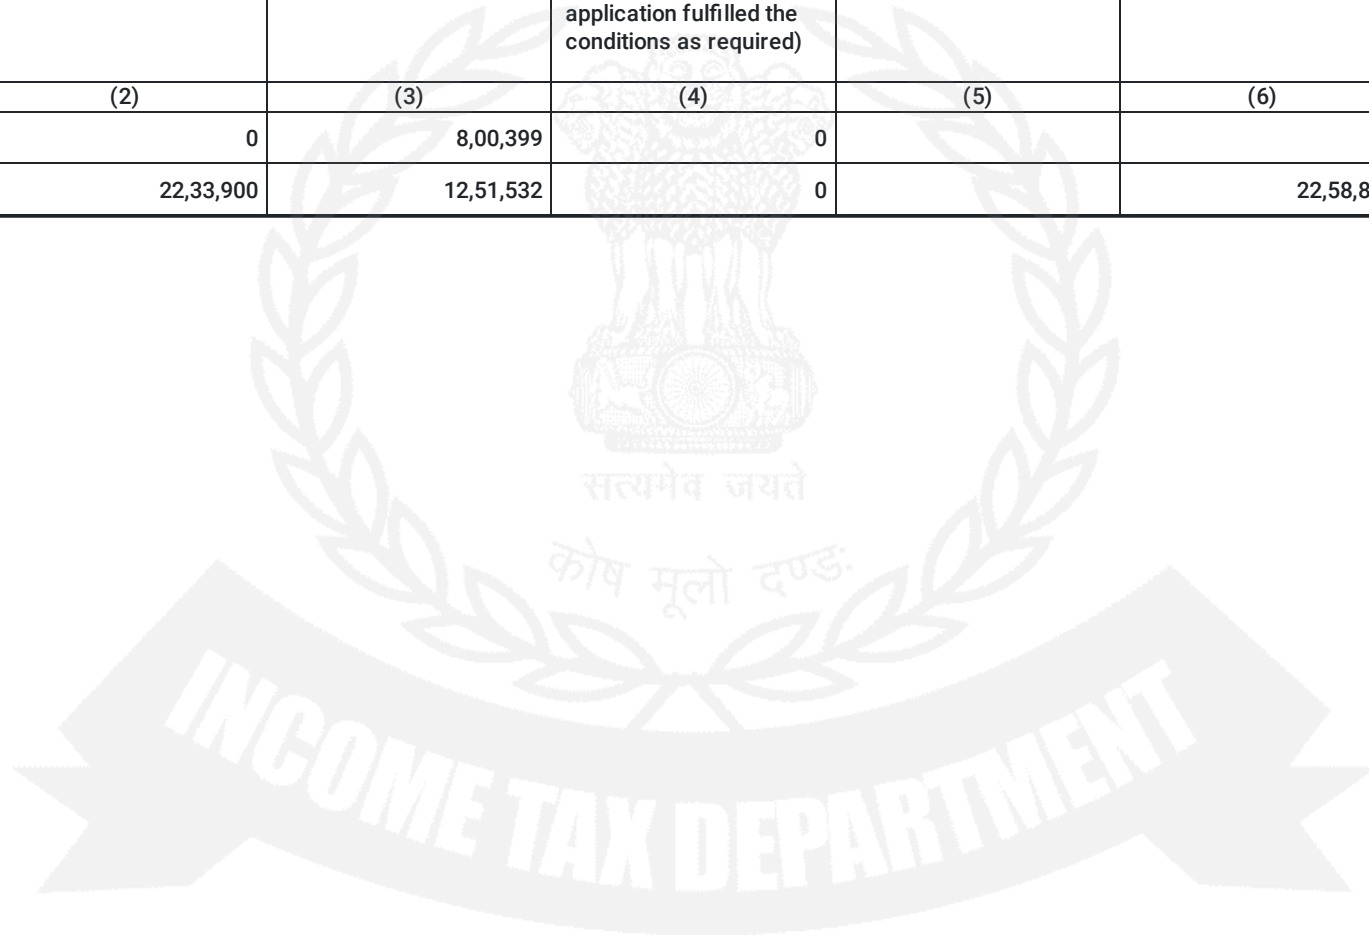 application fulfilled the
conditions as required)
(2) (3) (4) (5) (6)
0 8,00,399 0
22,33,900 12,51,532 0 22,58,8
सत्यमेव जयते
कोष मूलो दण्डः
INCOME TAX DEPARTMENT